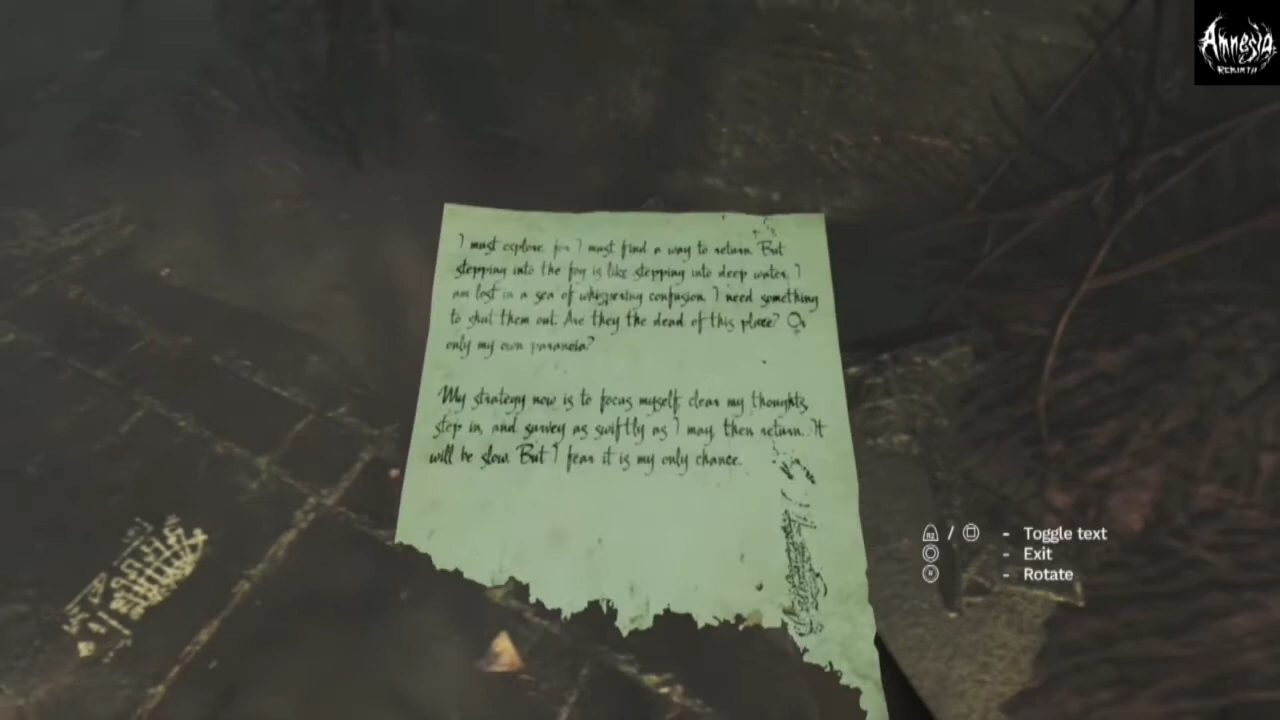 Amnesia
REBIRTH
I must explore, for I must find a way to return. But
stepping into the fog is like stepping into deep water; I
am lost in a sea of whispering confusion. I need something
to shut them out. Are they the dead of this place? Or
only my own paranoia?
My strategy now is to focus myself, clear my thoughts,
step in, and survey as swiftly as I may, then return. It
will be slow. But I fear it is my only chance.
R2 / - Toggle text
- Exit
- Rotate